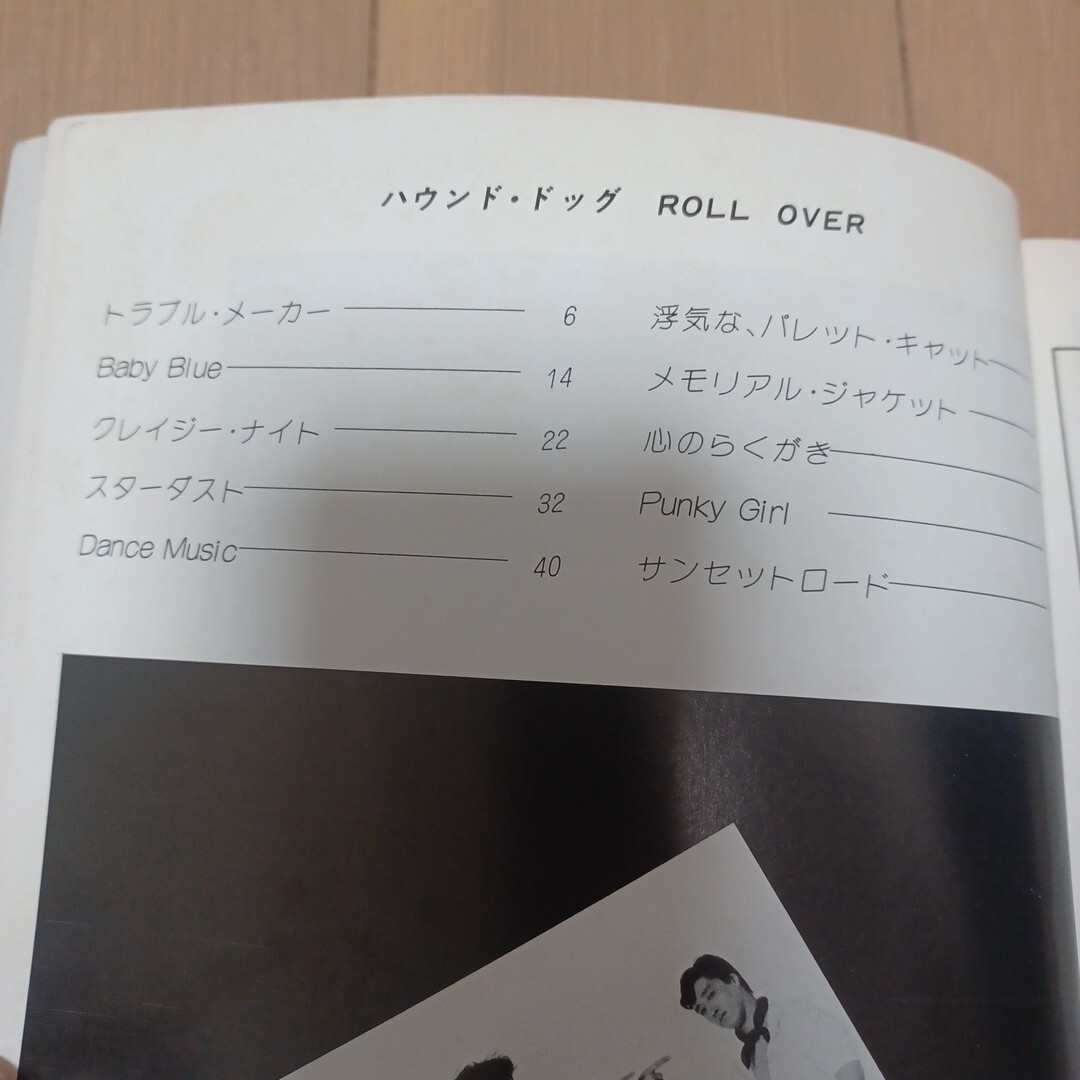 ハウンド・ドッグ ROLL OVER
トラブル・メーカー 6
Baby Blue 14
クレイジー・ナイト 22
スターダスト 32
Dance Music 40
浮気な、パレット・キャット
メモリアル・ジャケット
心のらくがき
Punky Girl
サンセットロード